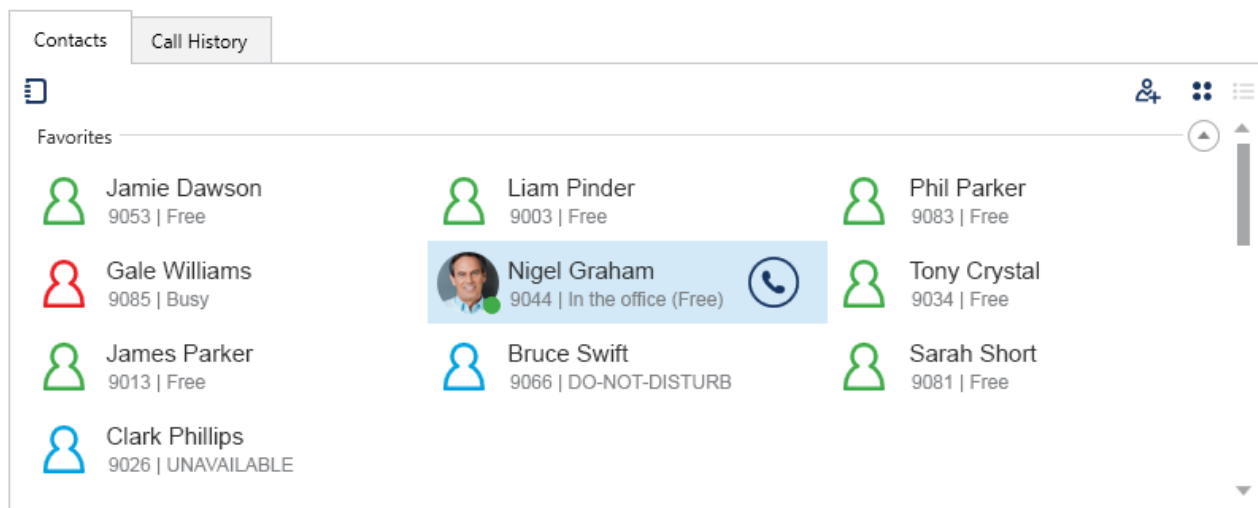 Contacts
Call History
Favorites
Jamie Dawson
9053 | Free
Liam Pinder
9003 | Free
Phil Parker
9083 | Free
Gale Williams
9085 | Busy
Nigel Graham
9044 | In the office (Free)
Tony Crystal
9034 | Free
James Parker
9013 | Free
Bruce Swift
9066 | DO-NOT-DISTURB
Sarah Short
9081 | Free
Clark Phillips
9026 | UNAVAILABLE